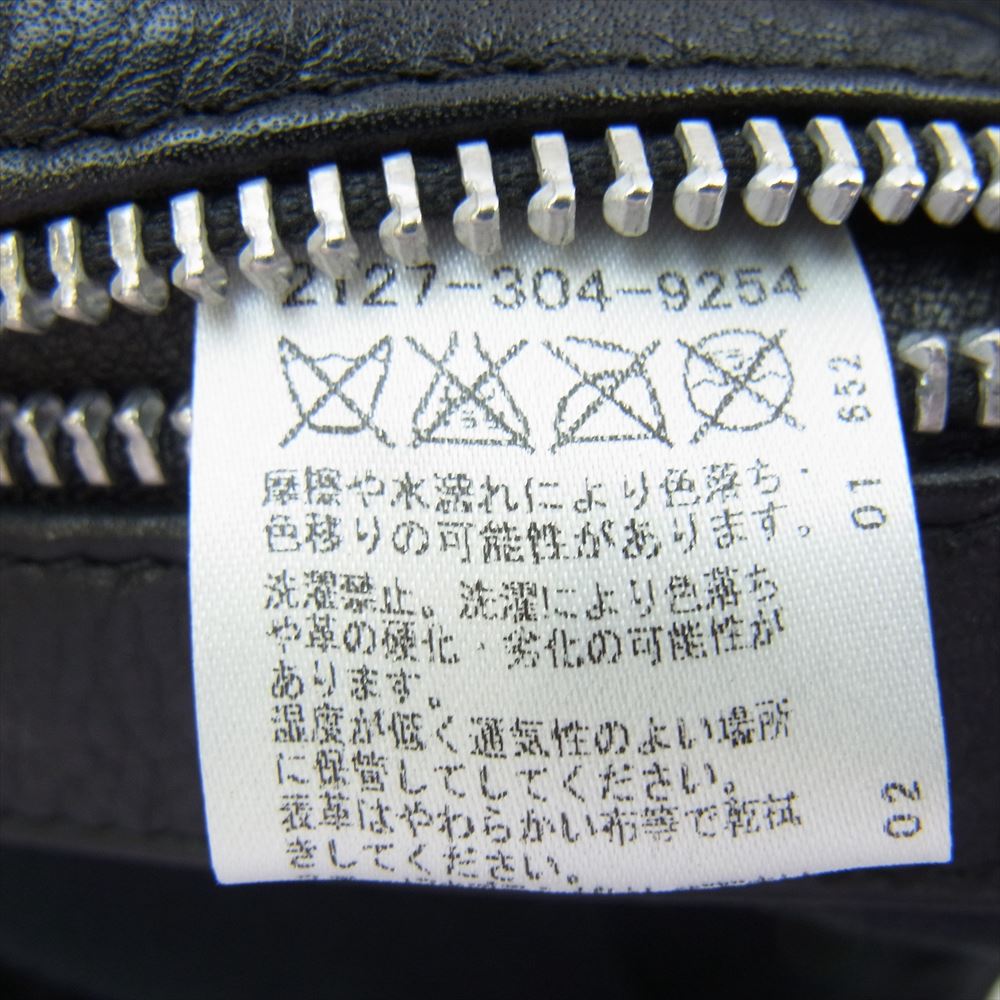 2127-304-9254
摩擦や水濡れにより色落ち・
色移りの可能性があります。
洗濯禁止。洗濯により色落ち
や革の硬化・劣化の可能性が
あります。
湿度が低く通気性のよい場所
に保管してしてください。
表革はやわらかい布等で乾拭
きしてください。
01 652
02